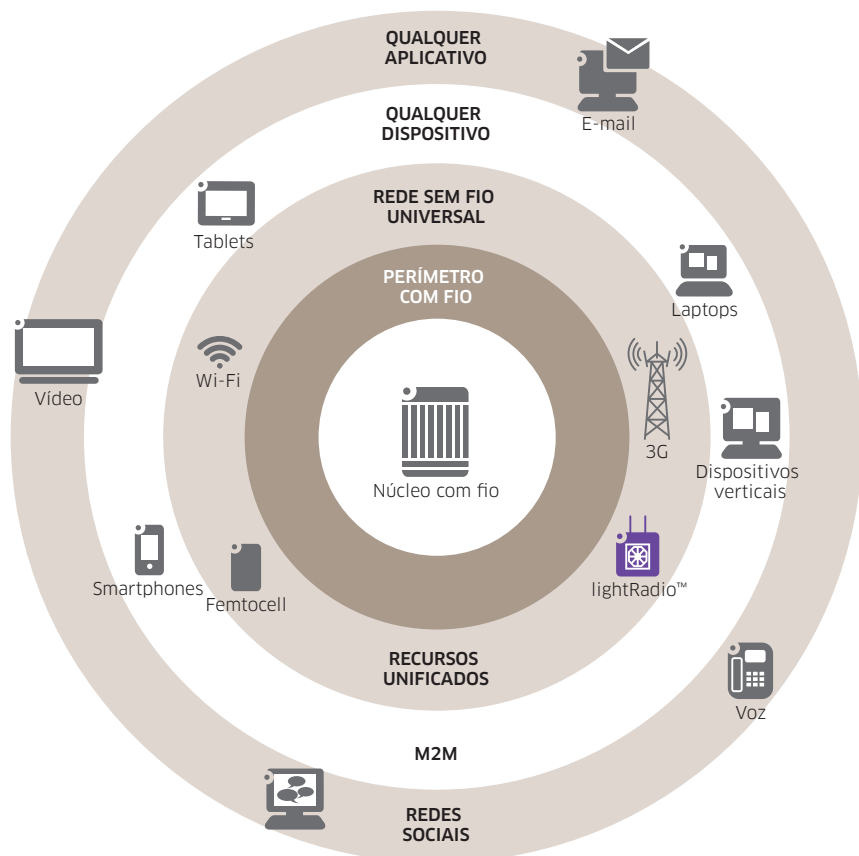 QUALQUER
APLICATIVO
E-mail
QUALQUER
DISPOSITIVO
REDE SEM FIO
UNIVERSAL
Tablets
PERÍMETRO
COM FIO
Laptops
Wi-Fi
Vídeo
3G
Dispositivos
verticais
Núcleo com fio
Smartphones
Femtocell
lightRadio™
RECURSOS
UNIFICADOS
Voz
M2M
REDES
SOCIAIS